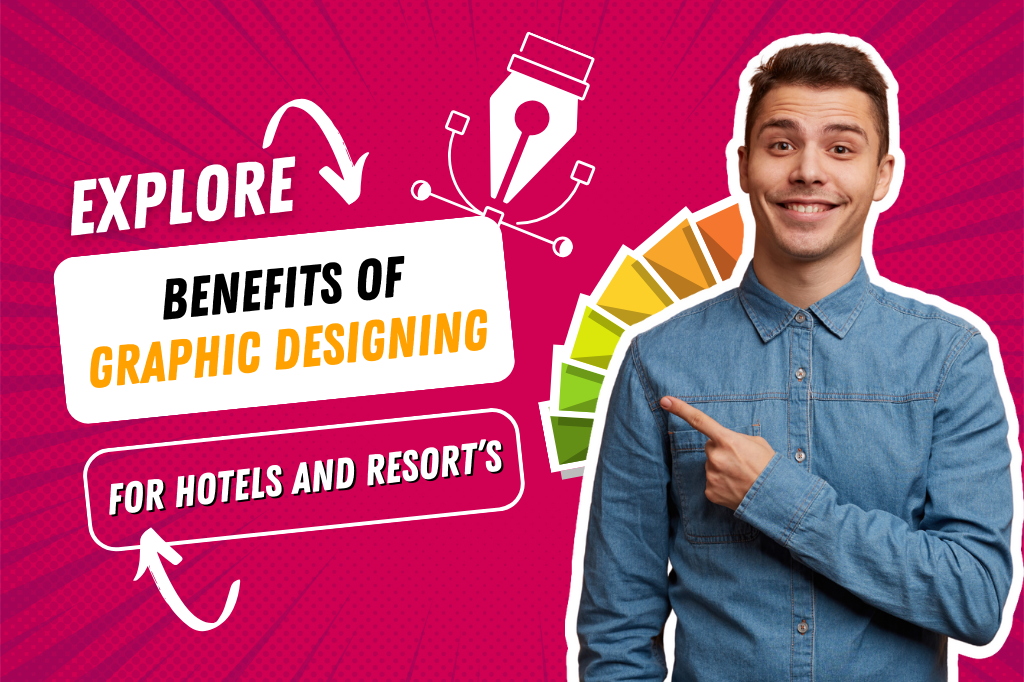 EXPLORE
BENEFITS OF
GRAPHIC DESIGNING
FOR HOTELS AND RESORT'S